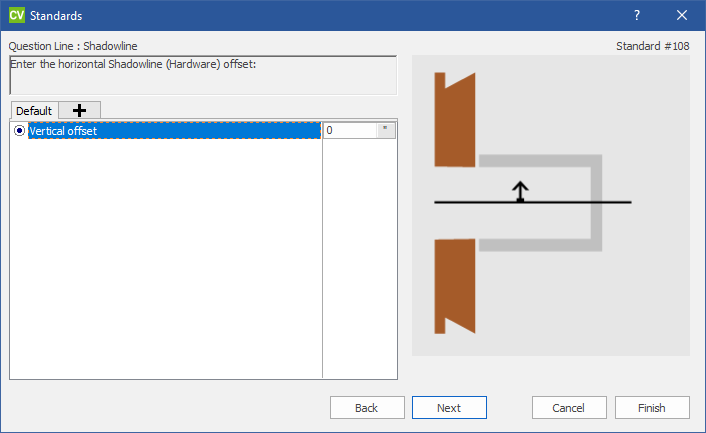 CV Standards ?
Question Line : Shadowline
Standard #108
Enter the horizontal Shadowline (Hardware) offset:
Default
Vertical offset 0 "
Back Next Cancel Finish